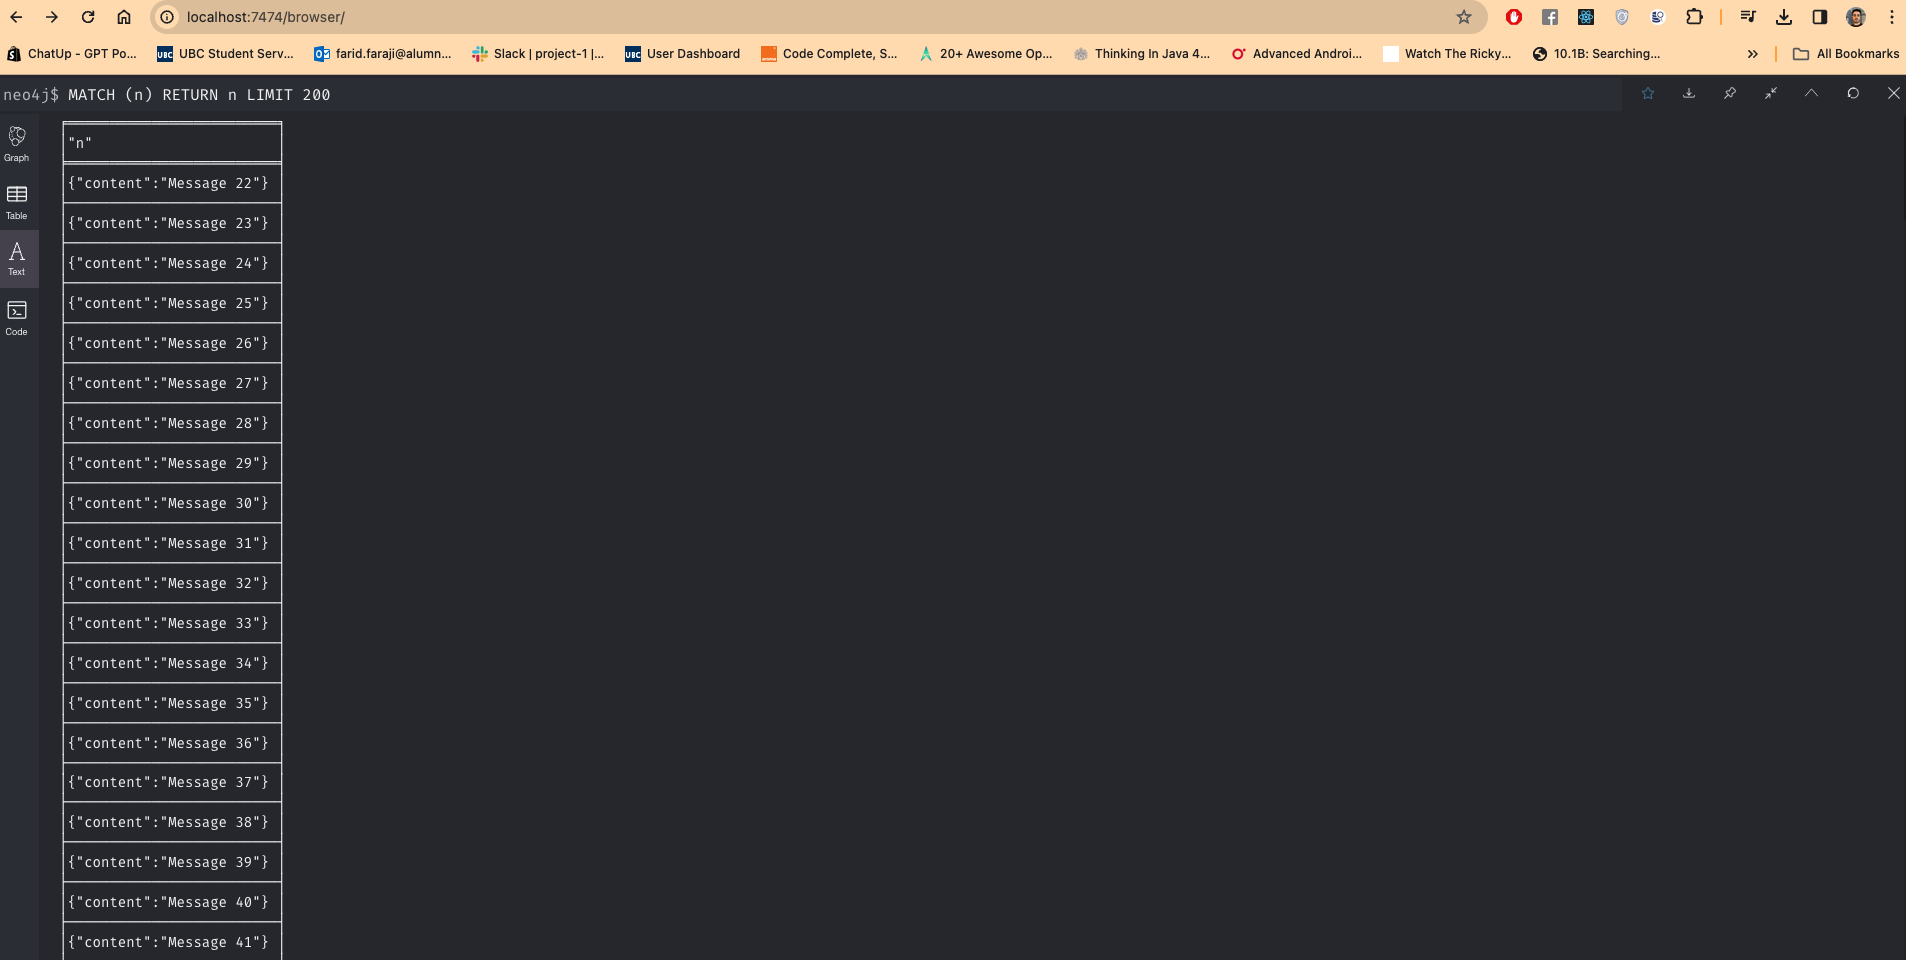 localhost:7474/browser/
ChatUp - GPT Po... UBC UBC Student Serv... farid.faraji@alumn... Slack | project-1 |... UBC User Dashboard Code Complete, S... 20+ Awesome Op... Thinking In Java 4... Advanced Androi... Watch The Ricky... 10.1B: Searching... » All Bookmarks
neo4j$ MATCH (n) RETURN n LIMIT 200
Graph
Table
Text
Code
"n"
{"content":"Message 22"}
{"content":"Message 23"}
{"content":"Message 24"}
{"content":"Message 25"}
{"content":"Message 26"}
{"content":"Message 27"}
{"content":"Message 28"}
{"content":"Message 29"}
{"content":"Message 30"}
{"content":"Message 31"}
{"content":"Message 32"}
{"content":"Message 33"}
{"content":"Message 34"}
{"content":"Message 35"}
{"content":"Message 36"}
{"content":"Message 37"}
{"content":"Message 38"}
{"content":"Message 39"}
{"content":"Message 40"}
{"content":"Message 41"}